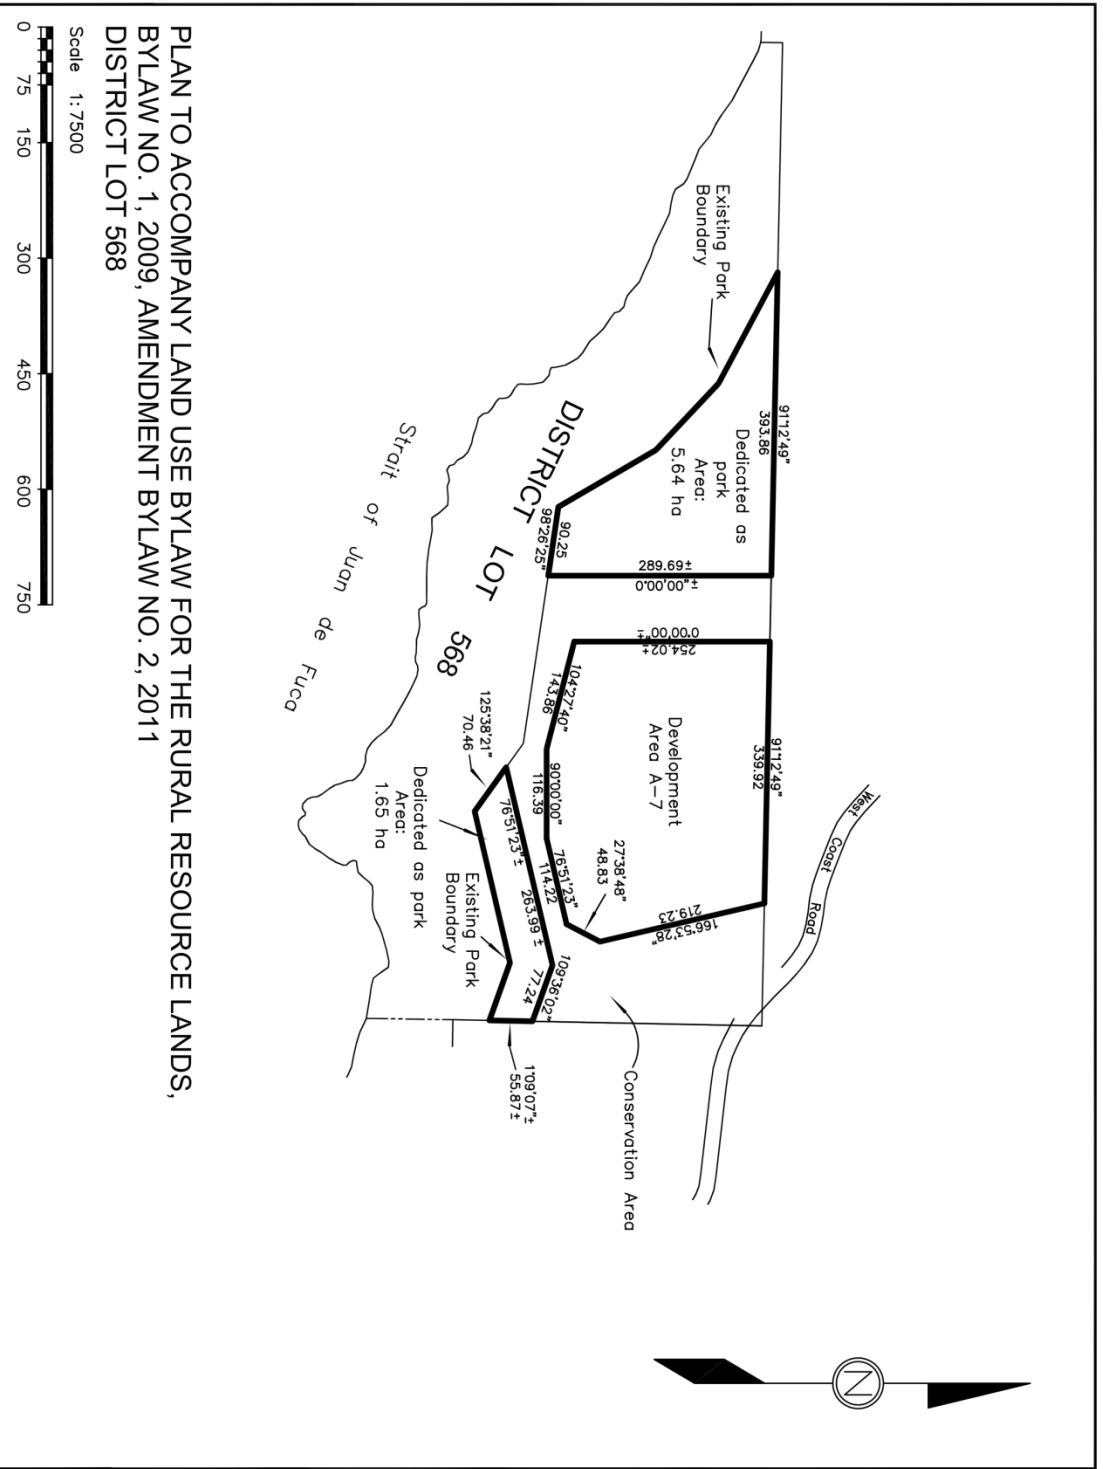 West Coast Road
91°12'49"
393.86
Dedicated as
park
Area:
5.64 ha
Existing Park
Boundary
289.69±
0.00'00"±
90.25
98°26'25"
91°12'49"
339.92
0°00'00"±
254.02±
Development
Area A-7
219.23
166°53'28"
27°38'48"
48.83
104°27'40"
143.86
90°00'00"
116.39
76°51'23"
114.22
Conservation Area
DISTRICT LOT 568
125°38'21"
70.46
76°51'23"±
263.99 ±
109°36'02"
77.24
1°09'07"±
55.87±
Dedicated as park
Area:
1.65 ha
Existing Park
Boundary
Strait of Juan de Fuca
N
PLAN TO ACCOMPANY LAND USE BYLAW FOR THE RURAL RESOURCE LANDS,
BYLAW NO. 1, 2009, AMENDMENT BYLAW NO. 2, 2011
DISTRICT LOT 568
Scale 1:7500
0 75 150 300 450 600 750